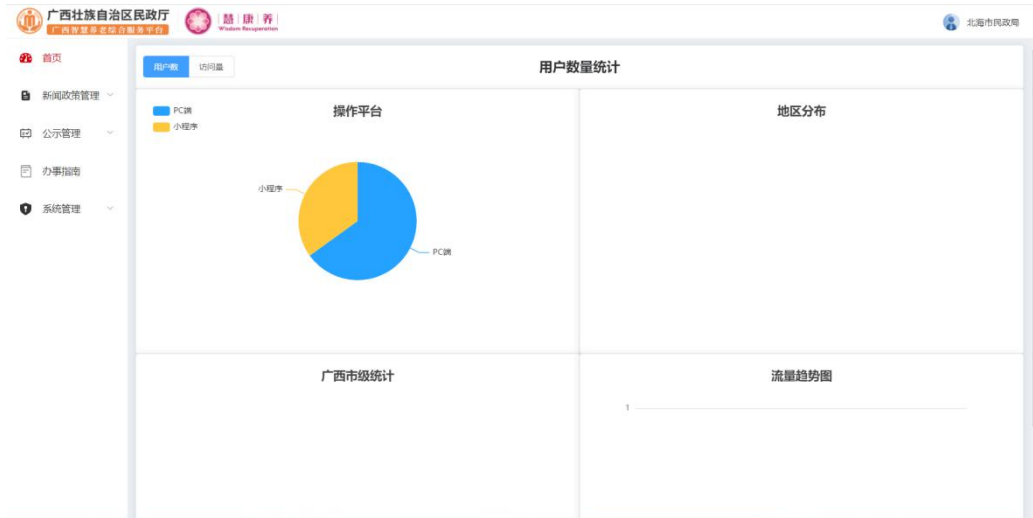 广西壮族自治区民政厅
广西智慧养老综合服务平台
慧 康 养
Wisdom Recuperation
北海市民政局
首页
新闻政策管理
公示管理
办事指南
系统管理
用户数
访问量
用户数量统计
PC端
小程序
操作平台
小程序
PC端
地区分布
广西市级统计
流量趋势图
1